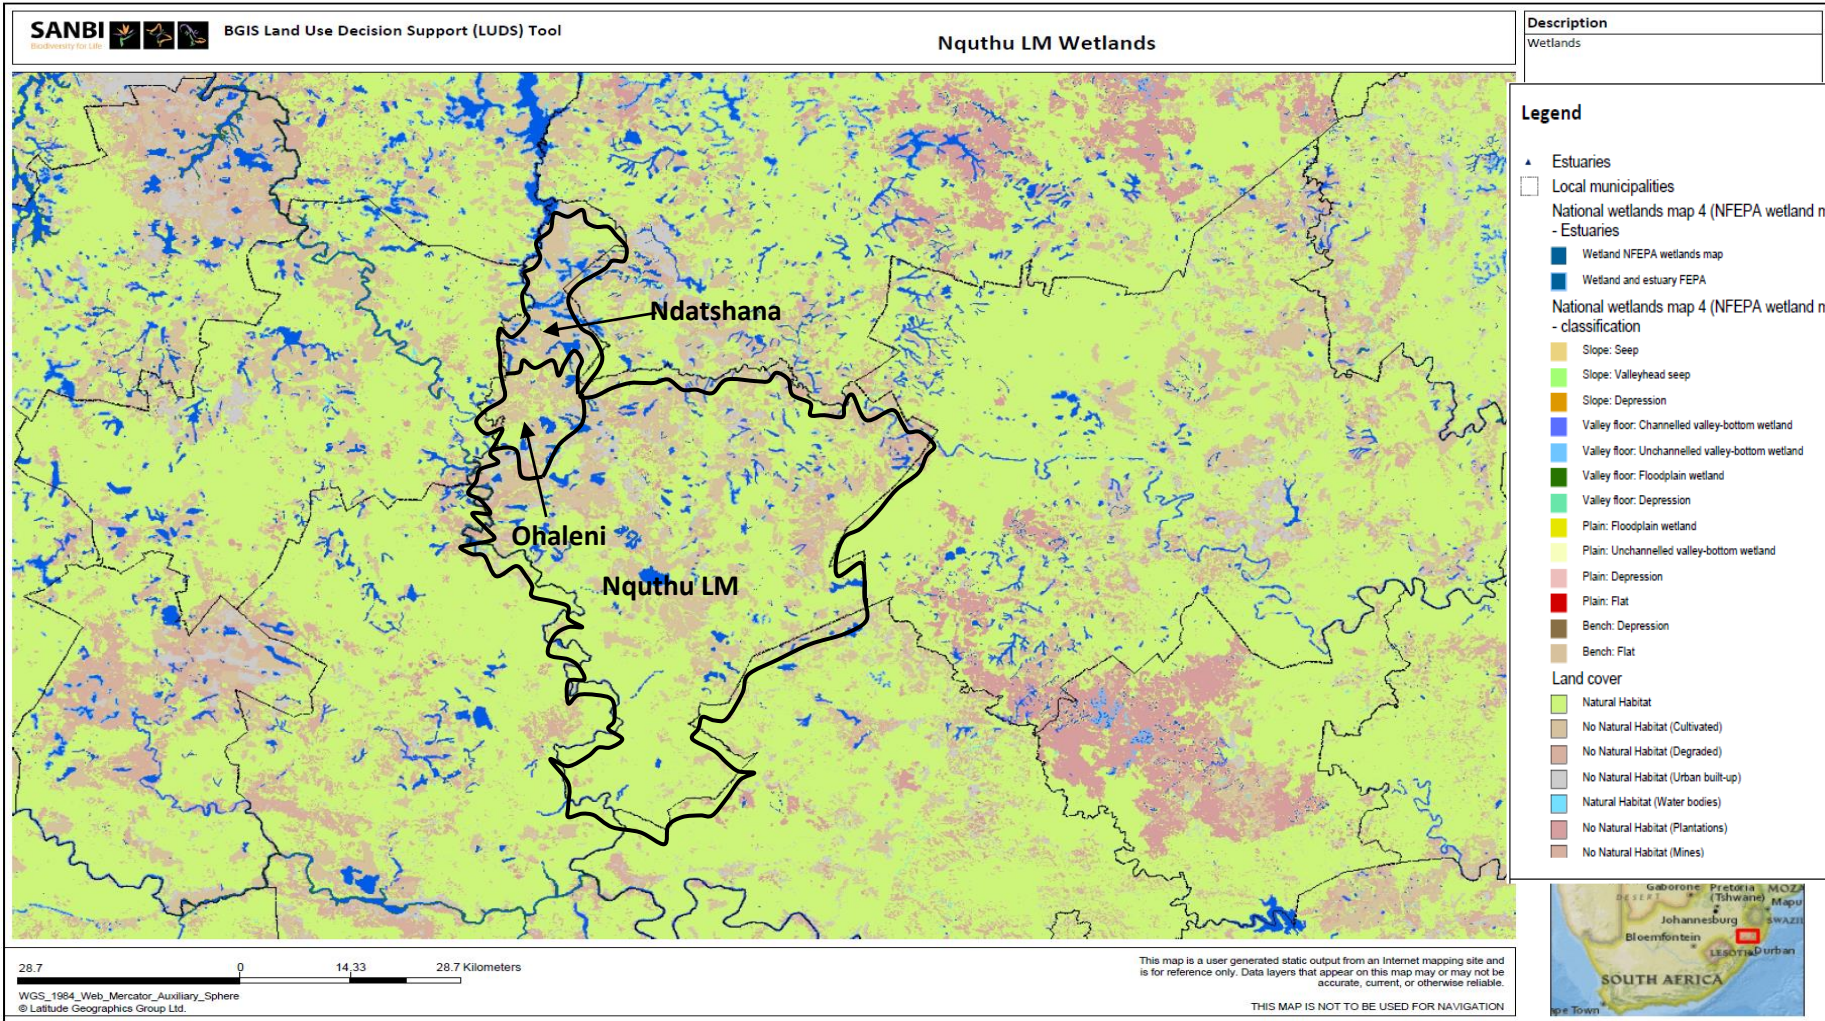 SANBI
Biodiversity for Life
BGIS Land Use Decision Support (LUDS) Tool
Nquthu LM Wetlands
Description
Wetlands
Ndatshana
Ohaleni
Nquthu LM
Legend
Estuaries
Local municipalities
National wetlands map 4 (NFEPA wetland m
- Estuaries
Wetland NFEPA wetlands map
Wetland and estuary FEPA
National wetlands map 4 (NFEPA wetland m
- classification
Slope: Seep
Slope: Valleyhead seep
Slope: Depression
Valley floor: Channelled valley-bottom wetland
Valley floor: Unchannelled valley-bottom wetland
Valley floor: Floodplain wetland
Valley floor: Depression
Plain: Floodplain wetland
Plain: Unchannelled valley-bottom wetland
Plain: Depression
Plain: Flat
Bench: Depression
Bench: Flat
Land cover
Natural Habitat
No Natural Habitat (Cultivated)
No Natural Habitat (Degraded)
No Natural Habitat (Urban built-up)
Natural Habitat (Water bodies)
No Natural Habitat (Plantations)
No Natural Habitat (Mines)
Gaborone Pretoria MOZA
DESERT (Tshwane) Mapu
Johannesburg SWAZIL
Bloemfontein
LESOTHO Durban
SOUTH AFRICA
pe Town
28.7 0 14.33 28.7 Kilometers
WGS_1984_Web_Mercator_Auxiliary_Sphere
© Latitude Geographics Group Ltd.
This map is a user generated static output from an Internet mapping site and
is for reference only. Data layers that appear on this map may or may not be
accurate, current, or otherwise reliable.
THIS MAP IS NOT TO BE USED FOR NAVIGATION